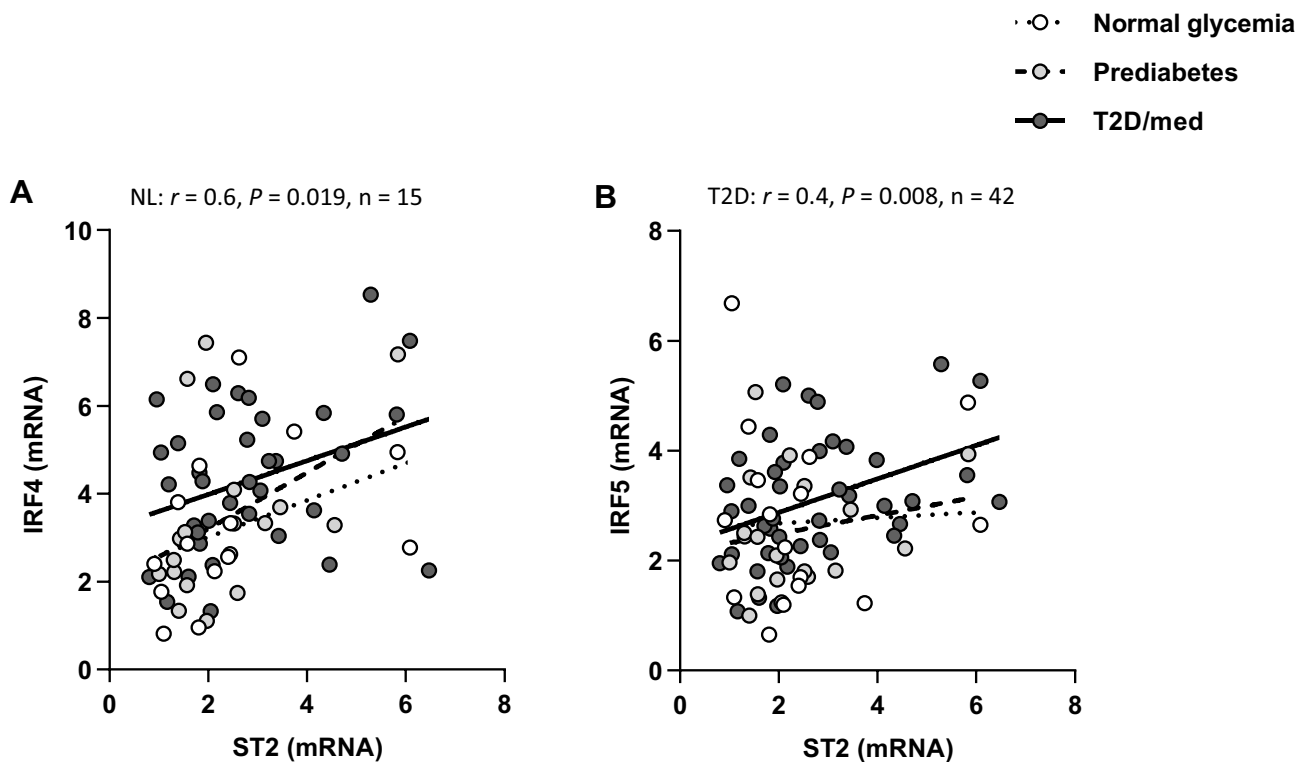 Normal glycemia
Prediabetes
T2D/med
A
NL: r = 0.6, P = 0.019, n = 15
10
8
6
4
2
0
IRF4 (mRNA)
0 2 4 6 8
ST2 (mRNA)
B
T2D: r = 0.4, P = 0.008, n = 42
8
6
4
2
0
IRF5 (mRNA)
0 2 4 6 8
ST2 (mRNA)